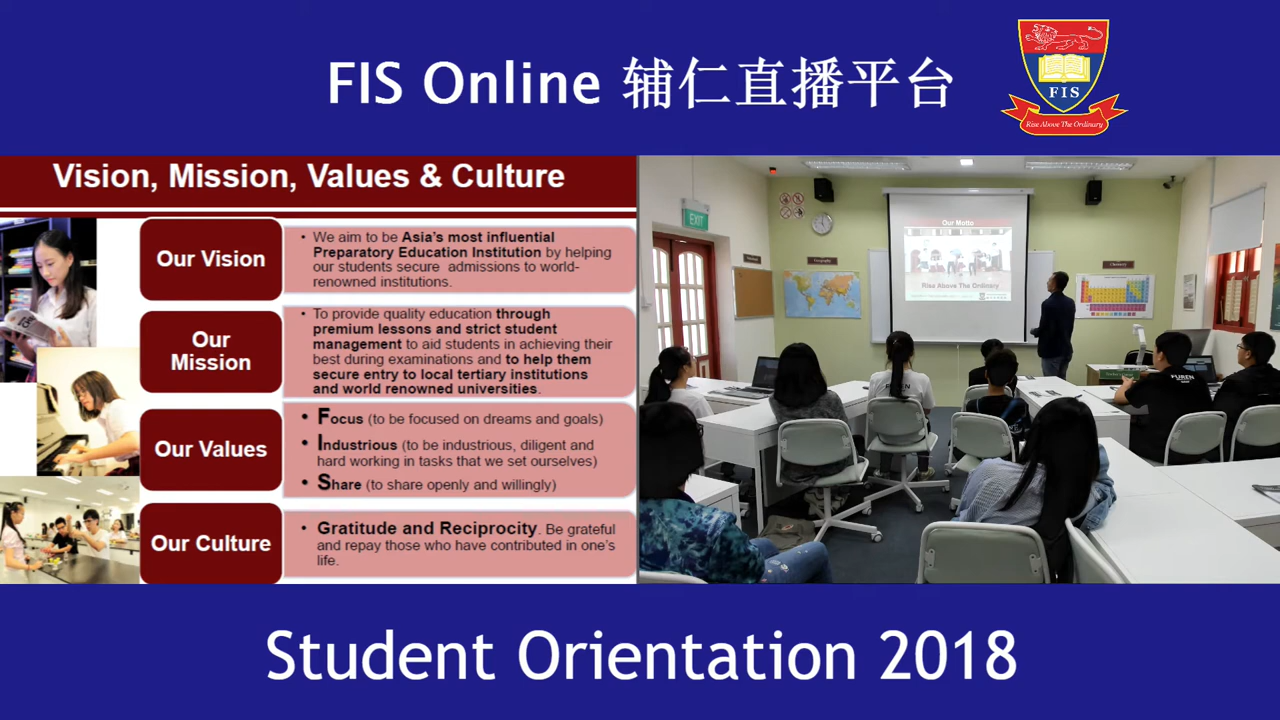 FIS Online 辅仁直播平台
FIS
Rise Above The Ordinary
Vision, Mission, Values & Culture
Our Vision
• We aim to be Asia's most influential
Preparatory Education Institution by helping
our students secure admissions to world-
renowned institutions.
Our
Mission
• To provide quality education through
premium lessons and strict student
management to aid students in achieving their
best during examinations and to help them
secure entry to local tertiary institutions
and world renowned universities.
Our Values
• Focus (to be focused on dreams and goals)
• Industrious (to be industrious, diligent and
hard working in tasks that we set ourselves)
• Share (to share openly and willingly)
Our Culture
• Gratitude and Reciprocity. Be grateful
and repay those who have contributed in one's
life.
EXIT
Our Motto
Rise Above The Ordinary
Geography
Chemistry
FUREN
FUREN
Student Orientation 2018